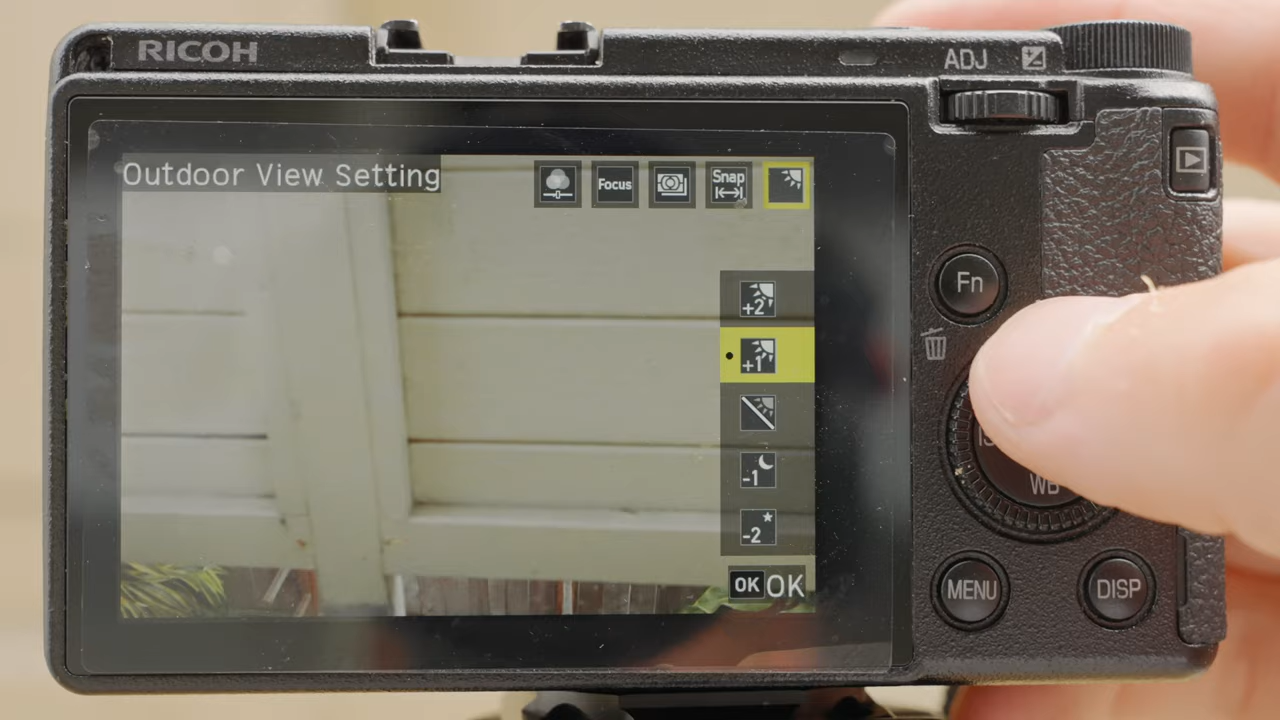 RICOH
ADJ
Outdoor View Setting
Focus
Snap
Fn
+2
+1
-1
WB
-2
OK OK
MENU
DISP